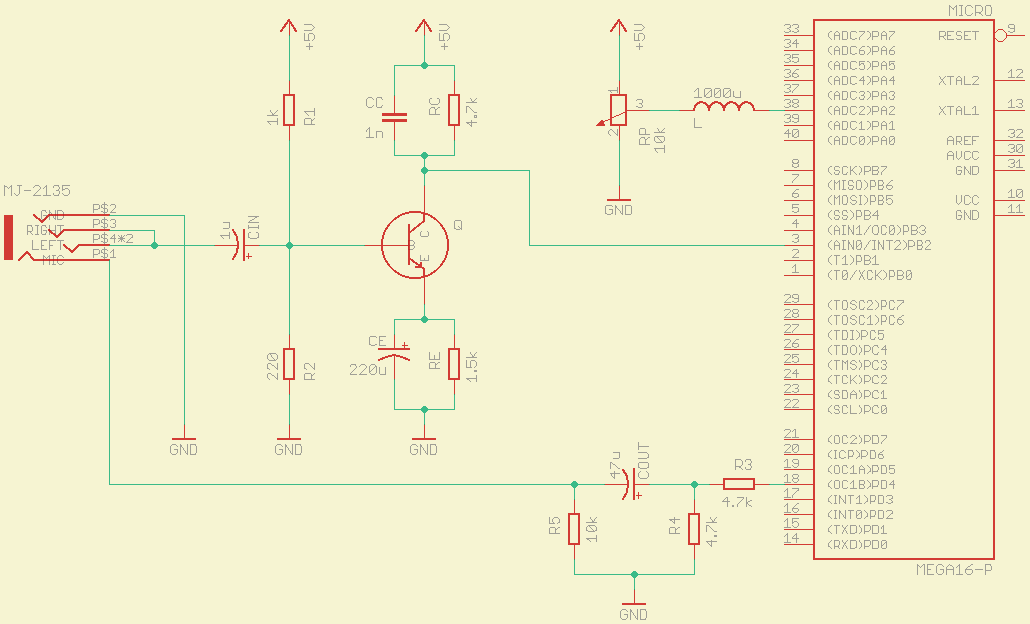 MICRO
+5V
+5V
+5V
1k
R1
CC
1n
RC
4.7k
1
3
2
RP
10k
1000u
L
GND
MJ-2135
GND
P$2
RIGHT
P$3
LEFT
P$4*2
MIC
P$1
1u
CIN
B
C
E
Q
220
R2
CE
220u
RE
1.5k
GND
GND
GND
47u
COUT
R3
4.7k
R5
10k
R4
4.7k
GND
33 (ADC7)PA7
34 (ADC6)PA6
35 (ADC5)PA5
36 (ADC4)PA4
37 (ADC3)PA3
38 (ADC2)PA2
39 (ADC1)PA1
40 (ADC0)PA0
8 (SCK)PB7
7 (MISO)PB6
6 (MOSI)PB5
5 (SS)PB4
4 (AIN1/OC0)PB3
3 (AIN0/INT2)PB2
2 (T1)PB1
1 (T0/XCK)PB0
29 (TOSC2)PC7
28 (TOSC1)PC6
27 (TDI)PC5
26 (TDO)PC4
25 (TMS)PC3
24 (TCK)PC2
23 (SDA)PC1
22 (SCL)PC0
21 (OC2)PD7
20 (ICP)PD6
19 (OC1A)PD5
18 (OC1B)PD4
17 (INT1)PD3
16 (INT0)PD2
15 (TXD)PD1
14 (RXD)PD0
RESET 9
XTAL2 12
XTAL1 13
AREF 32
AVCC 30
GND 31
VCC 10
GND 11
MEGA16-P